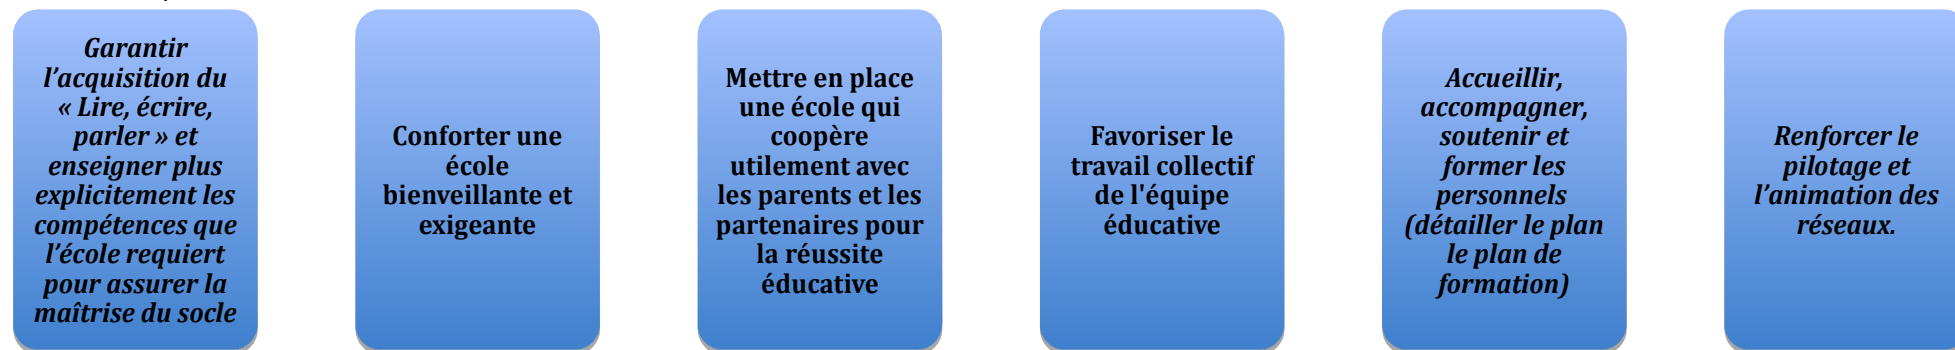 Garantir
l’acquisition du
« Lire, écrire,
parler » et
enseigner plus
explicitement les
compétences que
l’école requiert
pour assurer la
maîtrise du socle
Conforter une
école
bienveillante et
exigeante
Mettre en place
une école qui
coopère
utilement avec
les parents et les
partenaires pour
la réussite
éducative
Favoriser le
travail collectif
de l'équipe
éducative
Accueillir,
accompagner,
soutenir et
former les
personnels
(détailler le plan
le plan de
formation)
Renforcer le
pilotage et
l’animation des
réseaux.